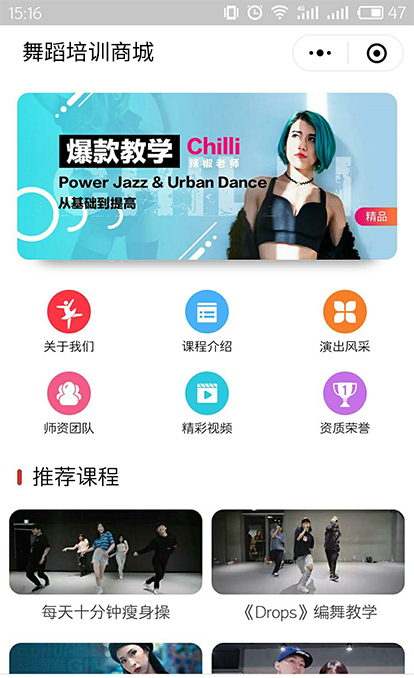 15:16
4G
47
舞蹈培训商城
爆款教学
Chilli
辣椒老师
Power Jazz & Urban Dance
从基础到提高
精品
关于我们
课程介绍
演出风采
师资团队
精彩视频
1
资质荣誉
推荐课程
每天十分钟瘦身操
《Drops》编舞教学